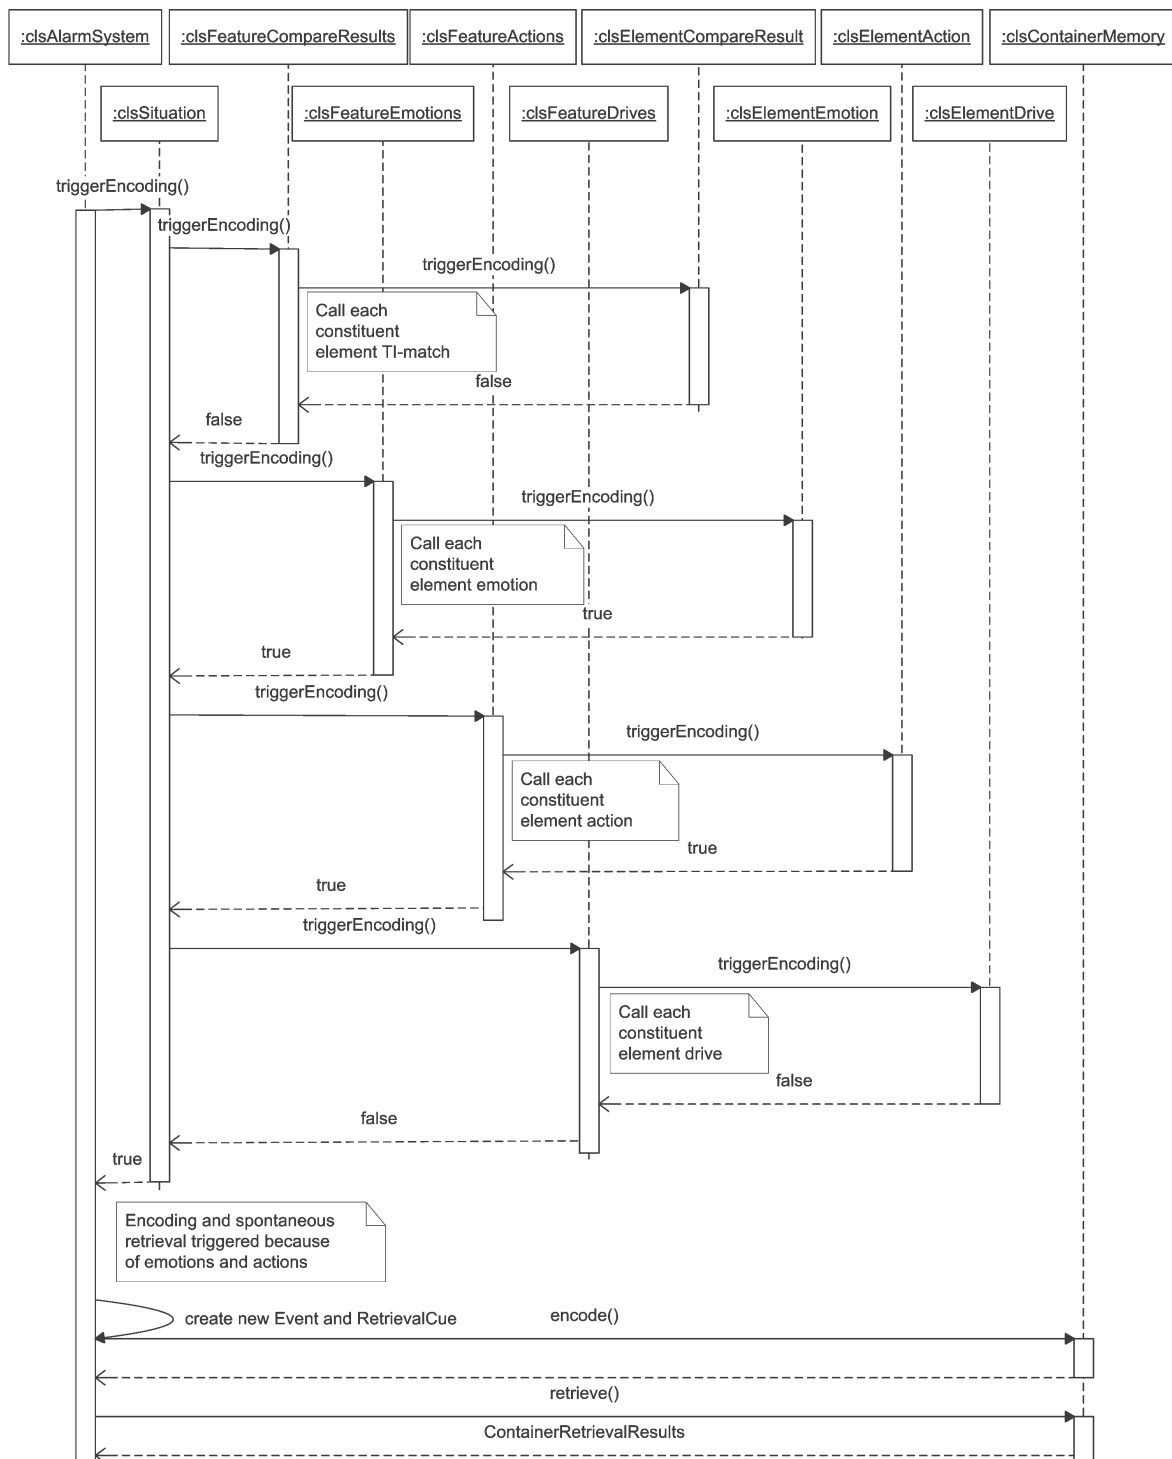 :clsAlarmSystem
:clsFeatureCompareResults
:clsFeatureActions
:clsElementCompareResult
:clsElementAction
:clsContainerMemory
:clsSituation
:clsFeatureEmotions
:clsFeatureDrives
:clsElementEmotion
:clsElementDrive
triggerEncoding()
triggerEncoding()
triggerEncoding()
Call each
constituent
element TI-match
false
false
triggerEncoding()
triggerEncoding()
Call each
constituent
element emotion
true
true
triggerEncoding()
triggerEncoding()
Call each
constituent
element action
true
true
triggerEncoding()
triggerEncoding()
Call each
constituent
element drive
false
false
true
Encoding and spontaneous
retrieval triggered because
of emotions and actions
create new Event and RetrievalCue
encode()
retrieve()
ContainerRetrievalResults